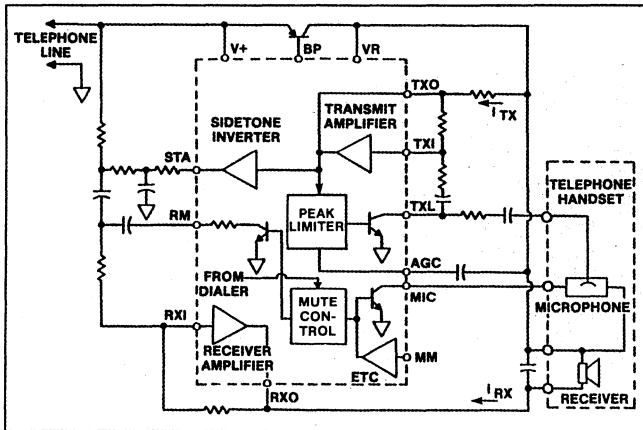 TELEPHONE
LINE
V+
BP
VR
TXO
I TX
SIDETONE
INVERTER
TRANSMIT
AMPLIFIER
STA
TXI
TELEPHONE
HANDSET
PEAK
LIMITER
TXL
RM
AGC
FROM
DIALER
MIC
MICROPHONE
MUTE
CON-
TROL
RXI
RECEIVER
AMPLIFIER
MM
ETC
RXO
I RX
RECEIVER